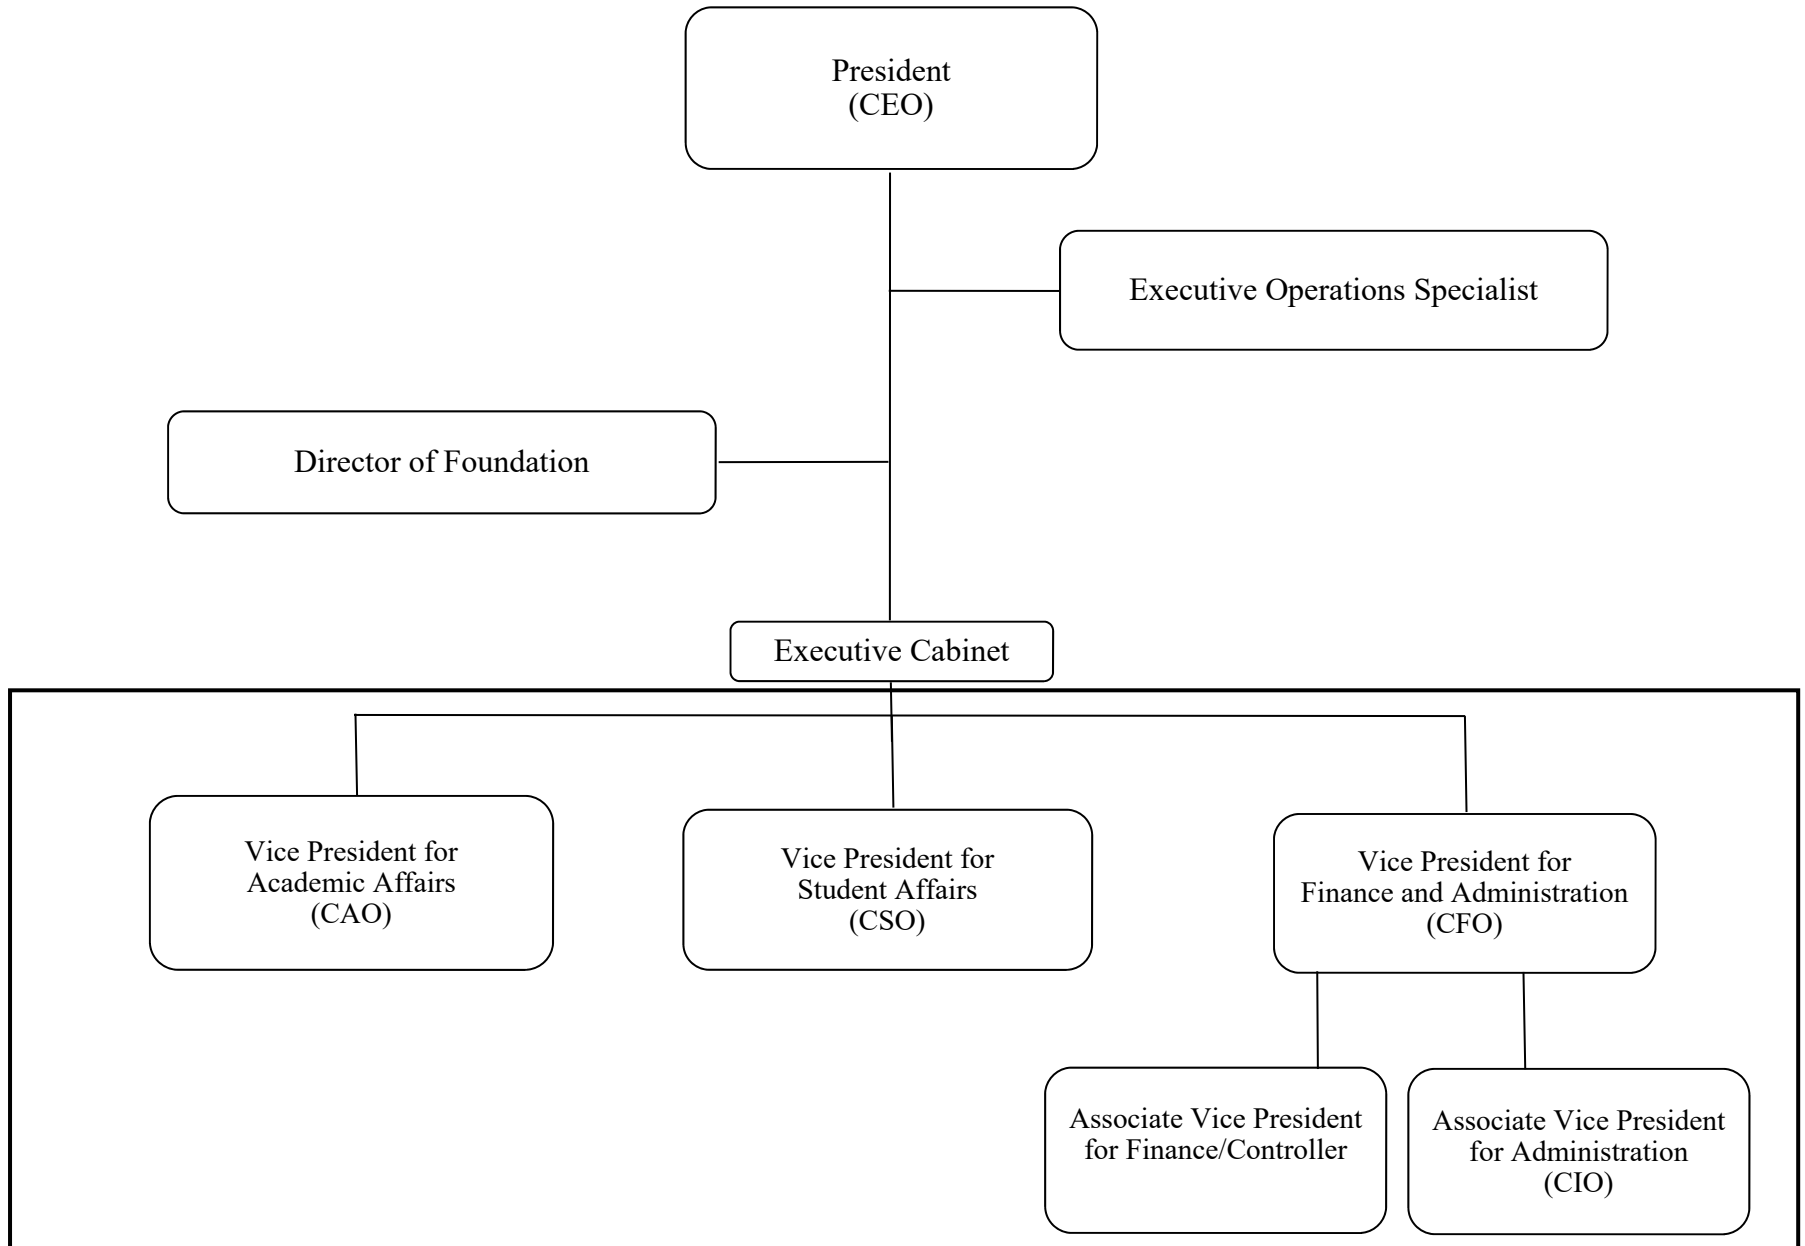 President
(CEO)
Executive Operations Specialist
Director of Foundation
Executive Cabinet
Vice President for
Academic Affairs
(CAO)
Vice President for
Student Affairs
(CSO)
Vice President for
Finance and Administration
(CFO)
Associate Vice President
for Finance/Controller
Associate Vice President
for Administration
(CIO)